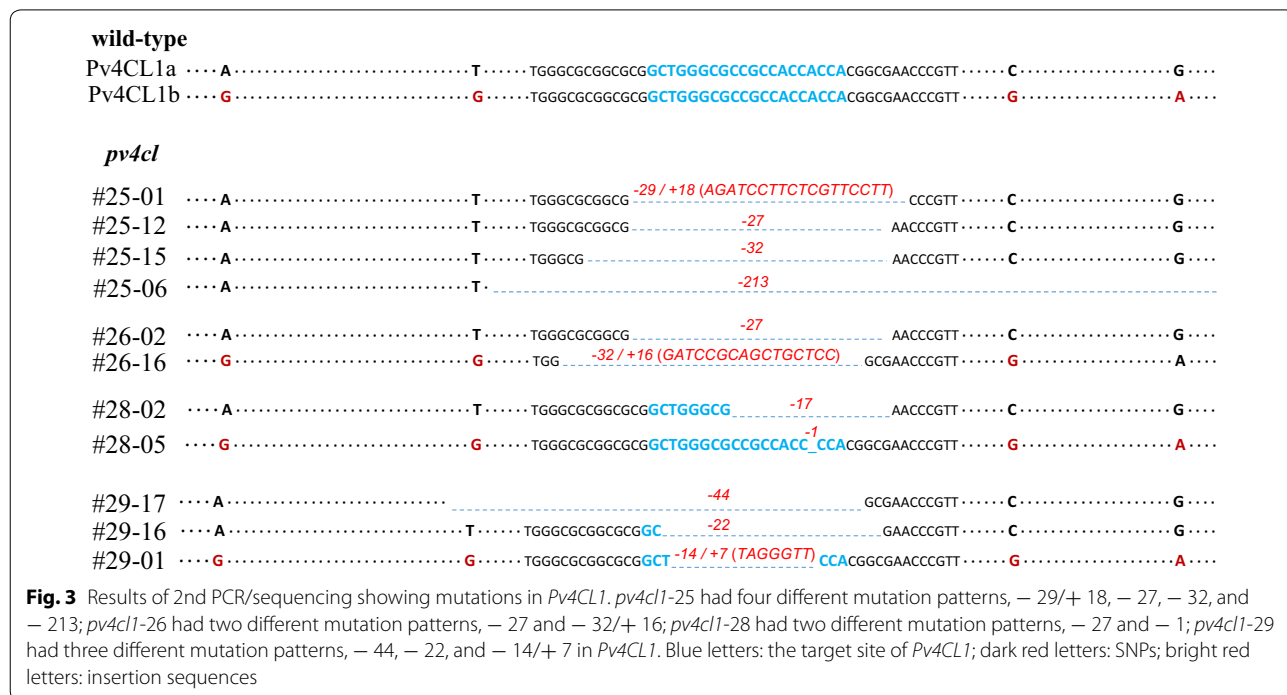 wild-type
Pv4CL1a ····A··························T······TGGGCGCGGCGCGGCTGGGCGCCGCCACCACCACGGCGAACCCGTT······C·················G····
Pv4CL1b ····G··························G······TGGGCGCGGCGCGGCTGGGCGCCGCCACCACCACGGCGAACCCGTT······G·················A····
pv4cl
#25-01 ····A··························T······TGGGCGCGGCG -29 / +18 (AGATCCTTCTCGTTCCTT) CCCGTT······C·················G····
#25-12 ····A··························T······TGGGCGCGGCG -27 AACCCGTT······C·················G····
#25-15 ····A··························T······TGGGCG -32 AACCCGTT······C·················G····
#25-06 ····A··························T· -213
#26-02 ····A··························T······TGGGCGCGGCG -27 AACCCGTT······C·················G····
#26-16 ····G··························G······TGG -32 / +16 (GATCCGCAGCTGCTCC) GCGAACCCGTT······G·················A····
#28-02 ····A··························T······TGGGCGCGGCGCGGCTGGGCG -17 AACCCGTT······C·················G····
#28-05 ····G··························G······TGGGCGCGGCGCGGCTGGGCGCCGCCACC_CCACGGCGAACCCGTT······G·················A···· -1
#29-17 ····A························ -44 GCGAACCCGTT······C·················G····
#29-16 ····A··························T······TGGGCGCGGCGCGGC -22 GAACCCGTT······C·················G····
#29-01 ····G··························G······TGGGCGCGGCGCGGCT -14 / +7 (TAGGGTT) CCACGGCGAACCCGTT······G·················A····
Fig. 3 Results of 2nd PCR/sequencing showing mutations in Pv4CL1. pv4cl1-25 had four different mutation patterns, − 29/+ 18, − 27, − 32, and
− 213; pv4cl1-26 had two different mutation patterns, − 27 and − 32/+ 16; pv4cl1-28 had two different mutation patterns, − 27 and − 1; pv4cl1-29
had three different mutation patterns, − 44, − 22, and − 14/+ 7 in Pv4CL1. Blue letters: the target site of Pv4CL1; dark red letters: SNPs; bright red
letters: insertion sequences